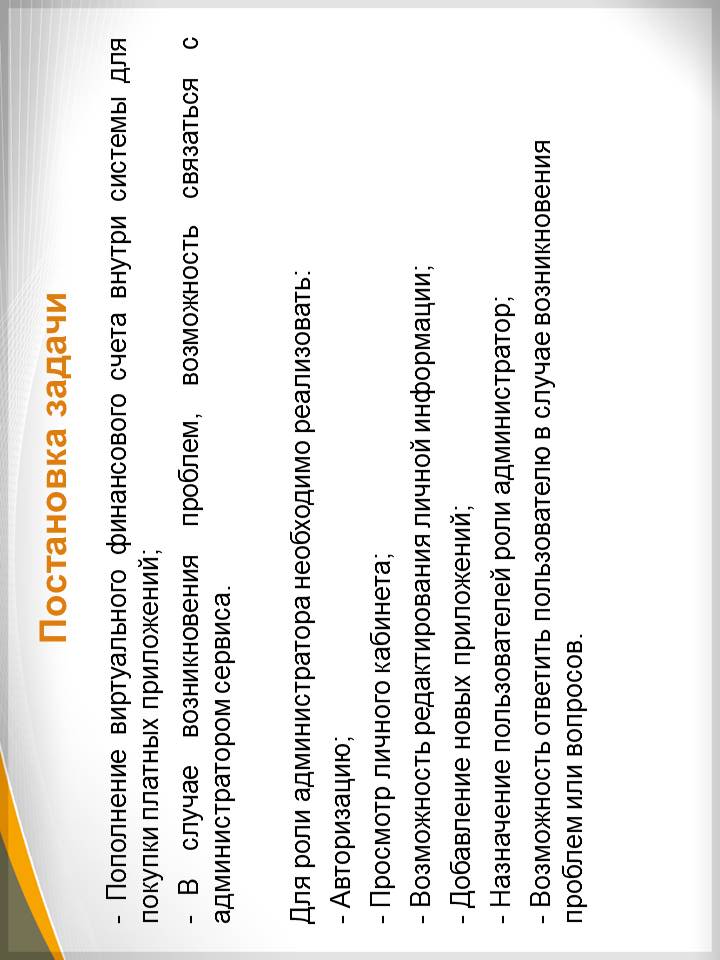 Постановка задачи
- Пополнение виртуального финансового счета внутри системы для
покупки платных приложений;
- В случае возникновения проблем, возможность связаться с
администратором сервиса.
Для роли администратора необходимо реализовать:
- Авторизацию;
- Просмотр личного кабинета;
- Возможность редактирования личной информации;
- Добавление новых приложений;
- Назначение пользователей роли администратор;
- Возможность ответить пользователю в случае возникновения
проблем или вопросов.